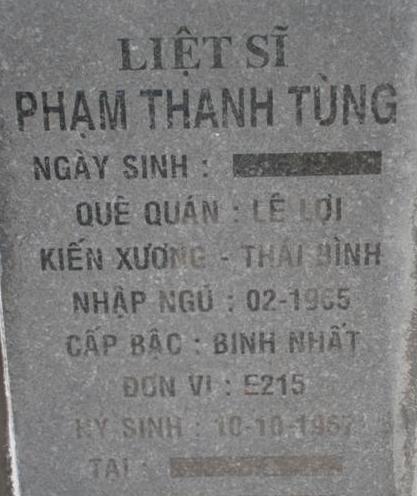 LIỆT SĨ
PHẠM THANH TÙNG
NGÀY SINH :
QUÊ QUÁN : LÊ LỢI
KIẾN XƯƠNG - THÁI BÌNH
NHẬP NGŨ : 02-1965
CẤP BẬC : BINH NHẤT
ĐƠN VỊ : E215
HY SINH : 10-10-1967
TẠI :